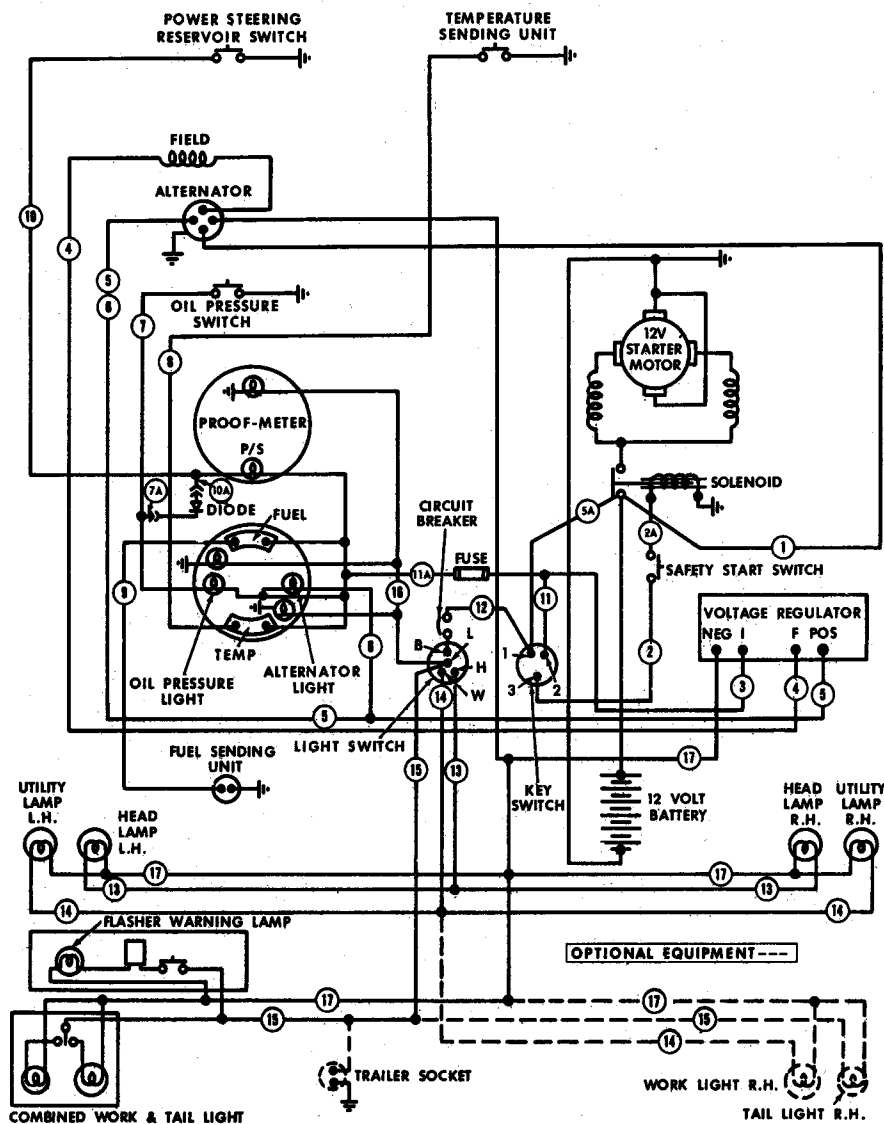 POWER STEERING
RESERVOIR SWITCH
TEMPERATURE
SENDING UNIT
FIELD
ALTERNATOR
19
4
5
6
OIL PRESSURE
SWITCH
7
8
12V
STARTER
MOTOR
PROOF-METER
P/S
7A
10A
DIODE
FUEL
CIRCUIT
BREAKER
SOLENOID
5A
2A
1
FUSE
SAFETY START SWITCH
9
11A
16
12
11
L
B
H
W
1
2
3
2
VOLTAGE REGULATOR
NEG I F POS
TEMP
OIL PRESSURE
LIGHT
ALTERNATOR
LIGHT
6
14
3
4
5
5
LIGHT SWITCH
FUEL SENDING
UNIT
15
13
KEY
SWITCH
17
12 VOLT
BATTERY
UTILITY
LAMP
L.H.
HEAD
LAMP
L.H.
HEAD
LAMP
R.H.
UTILITY
LAMP
R.H.
17
17
13
13
14
14
FLASHER WARNING LAMP
OPTIONAL EQUIPMENT---
17
17
15
15
14
TRAILER SOCKET
WORK LIGHT R.H.
TAIL LIGHT R.H.
COMBINED WORK & TAIL LIGHT